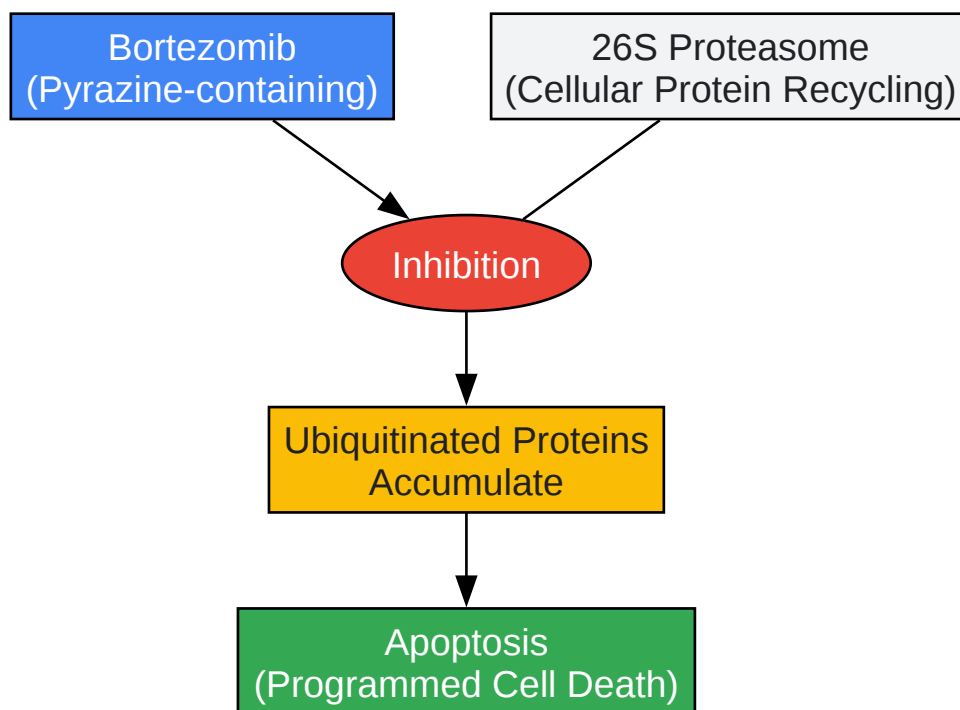 Bortezomib
(Pyrazine-containing)
26S Proteasome
(Cellular Protein Recycling)
Inhibition
Ubiquitinated Proteins
Accumulate
Apoptosis
(Programmed Cell Death)